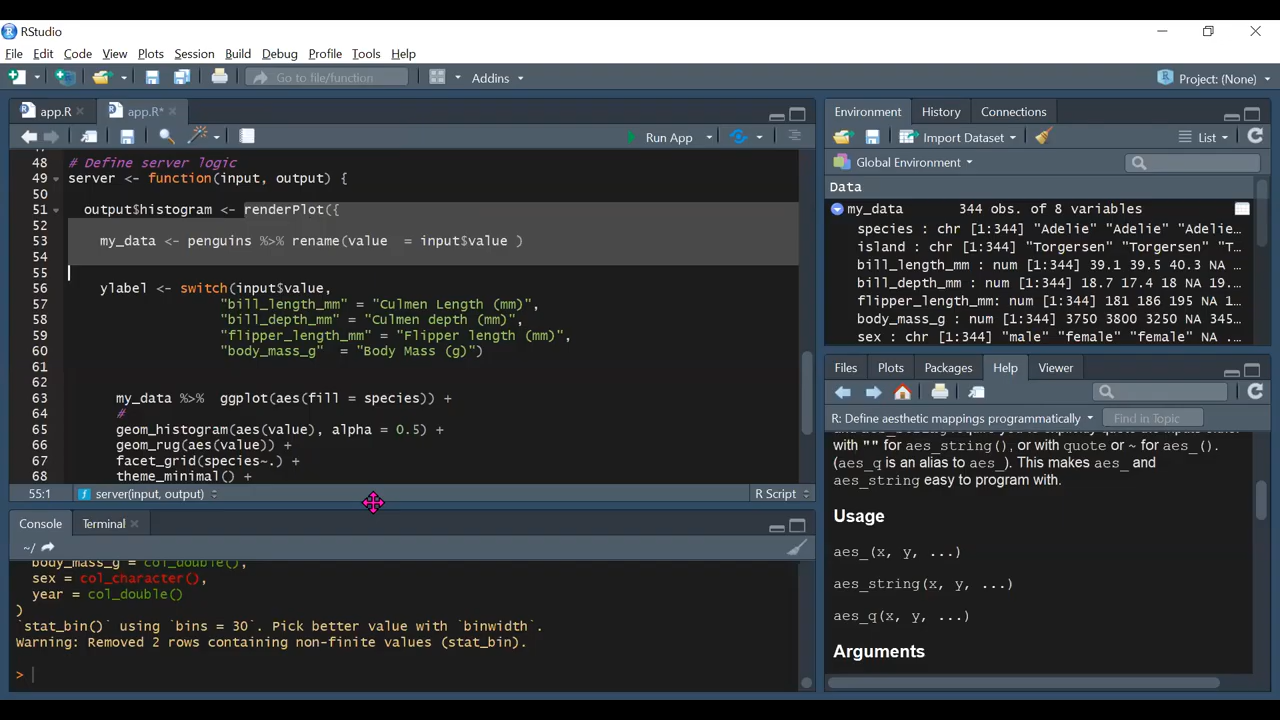 RStudio
File Edit Code View Plots Session Build Debug Profile Tools Help
Go to file/function Addins Project: (None)
app.R app.R*
Run App
48 # Define server logic
49 server <- function(input, output) {
50
51 output$histogram <- renderPlot({
52
53 my_data <- penguins %>% rename(value  = input$value )
54
55
56 ylabel <- switch(input$value,
57 "bill_length_mm" = "Culmen Length (mm)",
58 "bill_depth_mm" = "Culmen depth (mm)",
59 "flipper_length_mm" = "Flipper length (mm)",
60 "body_mass_g"  = "Body Mass (g)")
61
62
63 my_data %>%  ggplot(aes(fill = species)) +
64 #
65 geom_histogram(aes(value), alpha = 0.5) +
66 geom_rug(aes(value)) +
67 facet_grid(species~.) +
68 theme_minimal() +
55:1 server(input, output) R Script
Console Terminal
~/
body_mass_g = col_double(),
sex = col_character(),
year = col_double()
)
`stat_bin()` using `bins = 30`. Pick better value with `binwidth`.
Warning: Removed 2 rows containing non-finite values (stat_bin).
>
Environment History Connections
Import Dataset List
Global Environment
Data
my_data 344 obs. of 8 variables
species : chr [1:344] "Adelie" "Adelie" "Adelie…
island : chr [1:344] "Torgersen" "Torgersen" "T…
bill_length_mm : num [1:344] 39.1 39.5 40.3 NA …
bill_depth_mm : num [1:344] 18.7 17.4 18 NA 19.…
flipper_length_mm: num [1:344] 181 186 195 NA 1…
body_mass_g : num [1:344] 3750 3800 3250 NA 345…
sex : chr [1:344] "male" "female" "female" NA .…
Files Plots Packages Help Viewer
R: Define aesthetic mappings programmatically Find in Topic
with "" for aes_string(), or with quote or ~ for aes_().
(aes_q is an alias to aes_). This makes aes_ and
aes_string easy to program with.
Usage
aes_(x, y, ...)
aes_string(x, y, ...)
aes_q(x, y, ...)
Arguments